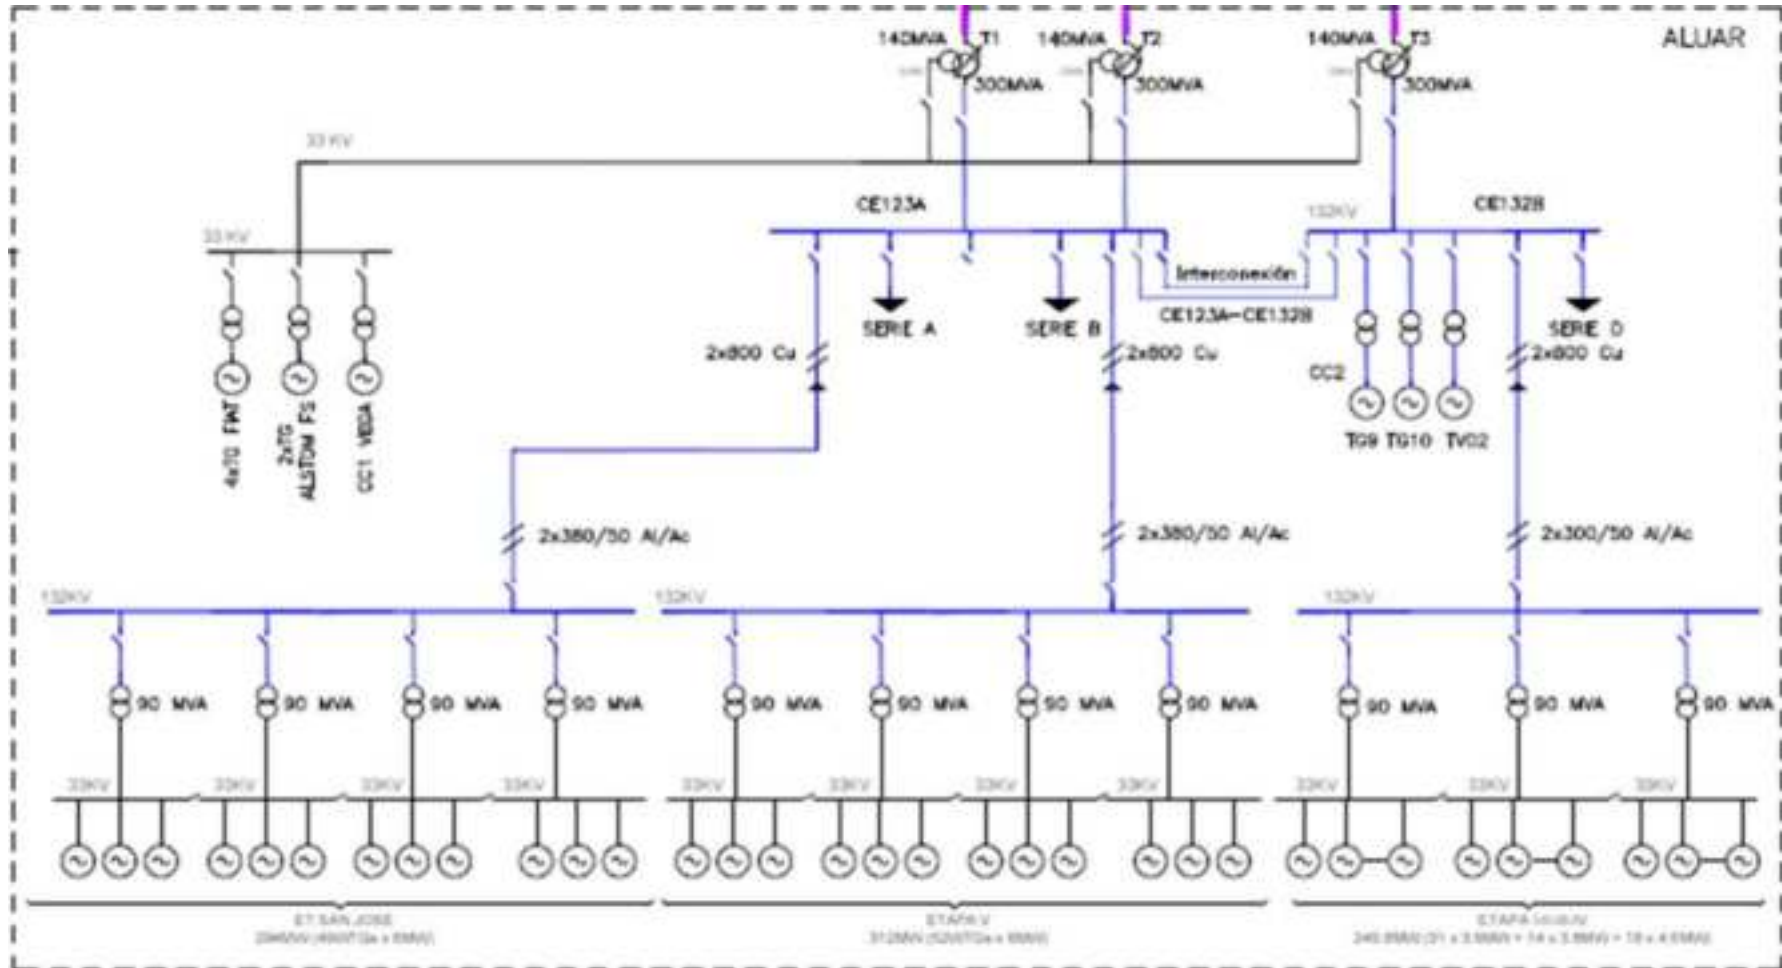 140MVA T1 140MVA T2 140MVA T3 ALUAR
300MVA 300MVA 300MVA
33 KV
CE123A 132KV CE132B
33 KV
Interconexión
SERIE A SERIE B CE123A-CE132B SERIE D
2x800 Cu 2x800 Cu 2x800 Cu
CC2
4xTG FIAT
2xTG
ALSTOM F5
CC1 VEGA
TG9 TG10 TV02
2x380/50 Al/Ac 2x380/50 Al/Ac 2x300/50 Al/Ac
132KV 132KV 132KV
90 MVA 90 MVA 90 MVA 90 MVA 90 MVA 90 MVA 90 MVA 90 MVA 90 MVA 90 MVA 90 MVA
33KV 33KV 33KV 33KV 33KV 33KV 33KV 33KV 33KV 33KV 33KV
ET SAN JOSE ETAPA V ETAPA
312MW (52WTGs x 6MW)